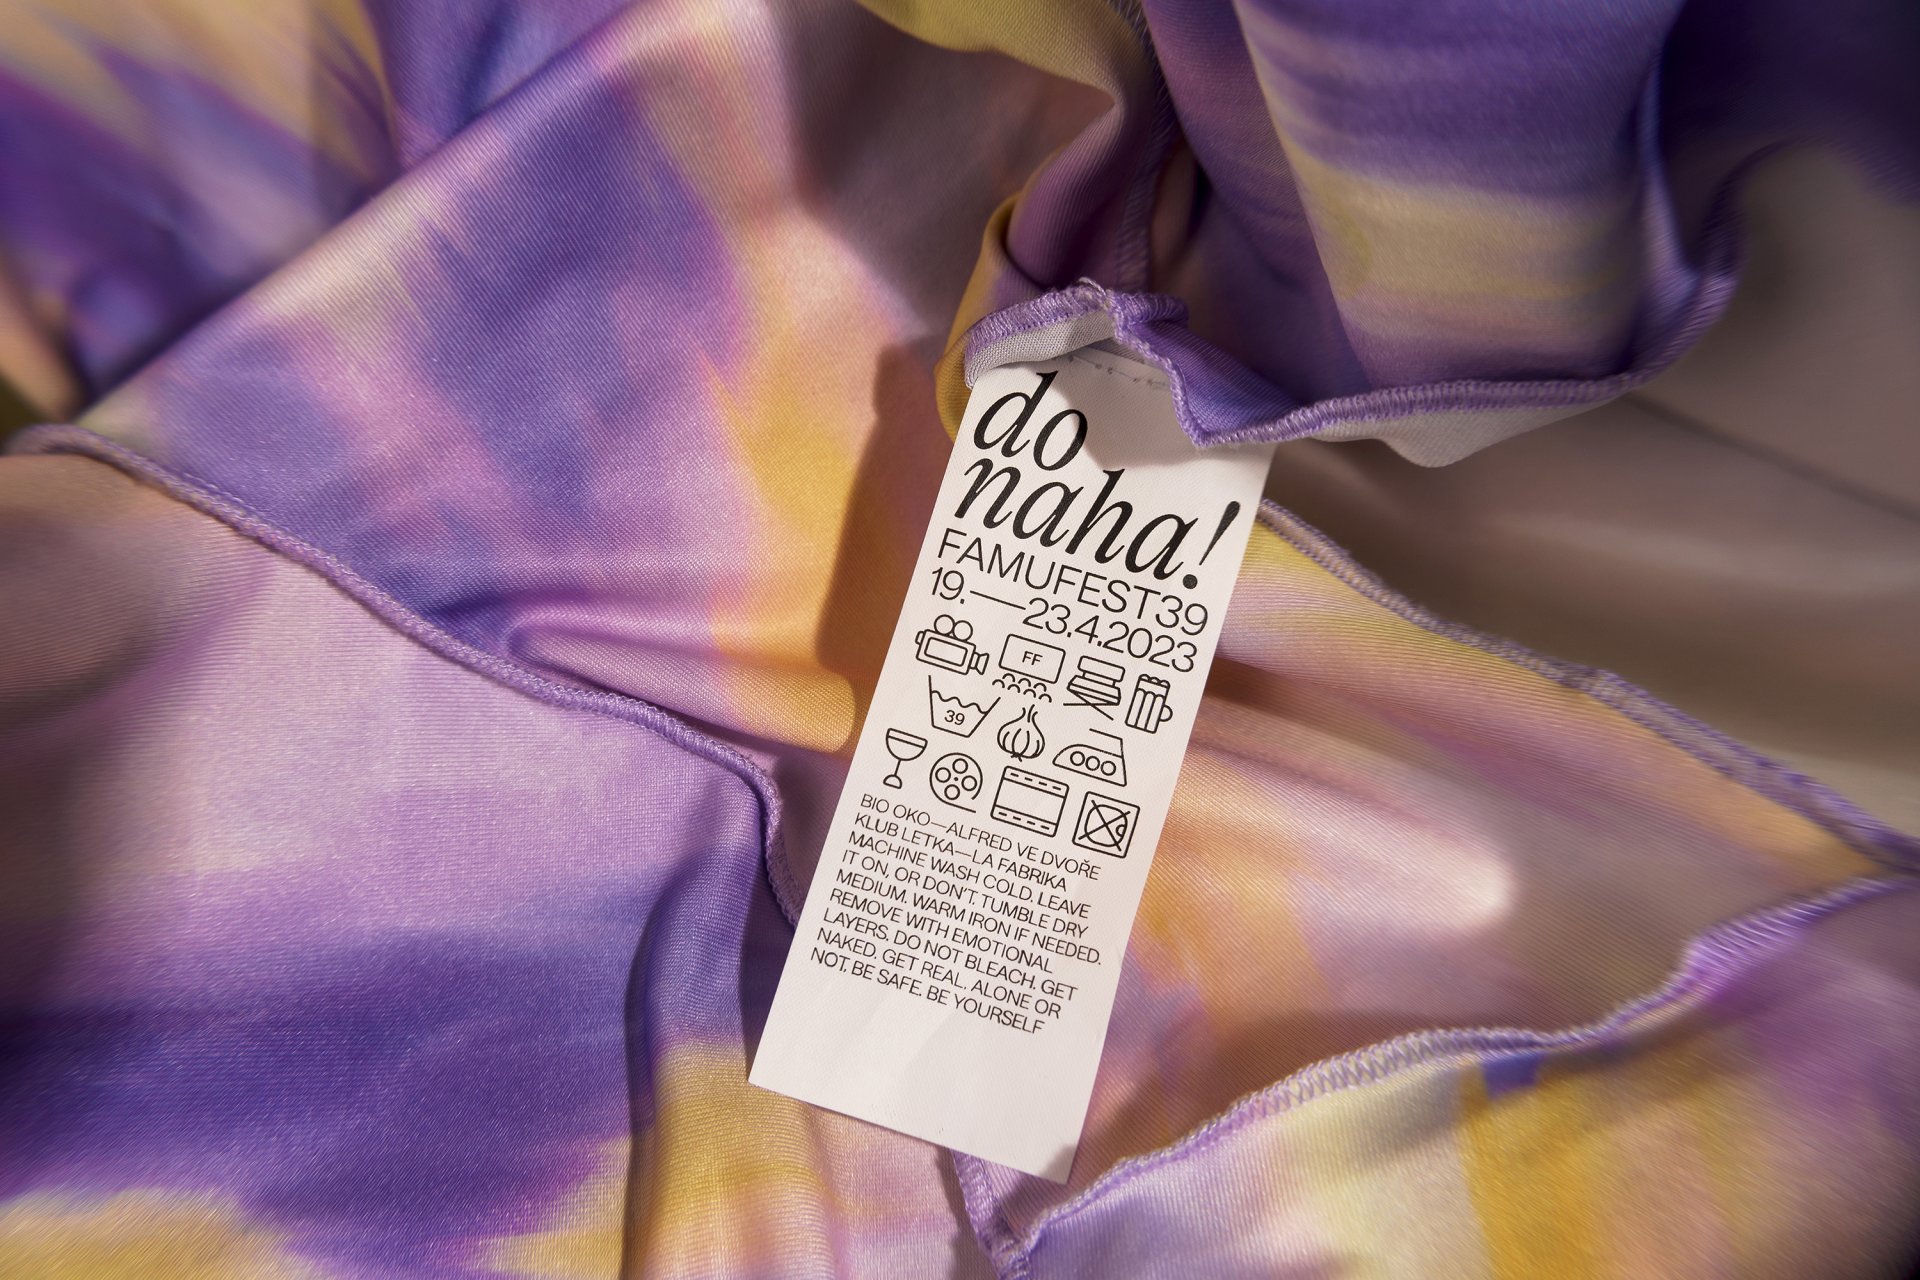 do
naha!
FAMUFEST39
19.—23.4.2023
FF
39
BIO OKO—ALFRED VE DVOŘE
KLUB LETKA—LA FABRIKA
MACHINE WASH COLD. LEAVE
IT ON, OR DON'T. TUMBLE DRY
MEDIUM. WARM IRON IF NEEDED.
REMOVE WITH EMOTIONAL
LAYERS. DO NOT BLEACH. GET
NAKED. GET REAL. ALONE OR
NOT, BE SAFE. BE YOURSELF